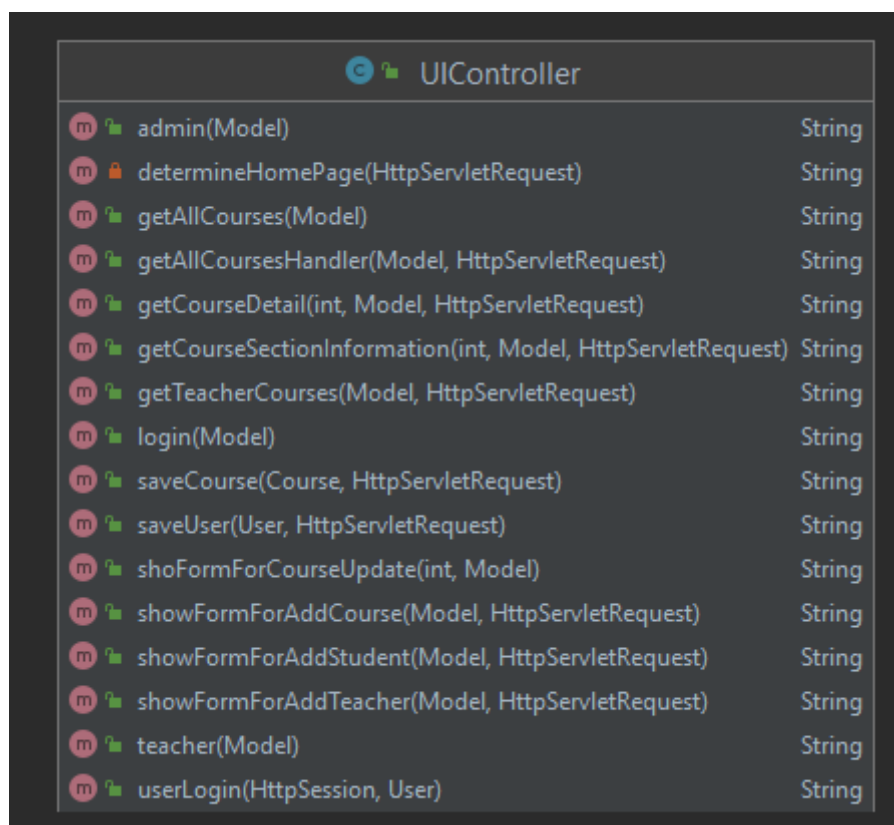 UIController
admin(Model) String
determineHomePage(HttpServletRequest) String
getAllCourses(Model) String
getAllCoursesHandler(Model, HttpServletRequest) String
getCourseDetail(int, Model, HttpServletRequest) String
getCourseSectionInformation(int, Model, HttpServletRequest) String
getTeacherCourses(Model, HttpServletRequest) String
login(Model) String
saveCourse(Course, HttpServletRequest) String
saveUser(User, HttpServletRequest) String
shoFormForCourseUpdate(int, Model) String
showFormForAddCourse(Model, HttpServletRequest) String
showFormForAddStudent(Model, HttpServletRequest) String
showFormForAddTeacher(Model, HttpServletRequest) String
teacher(Model) String
userLogin(HttpSession, User) String